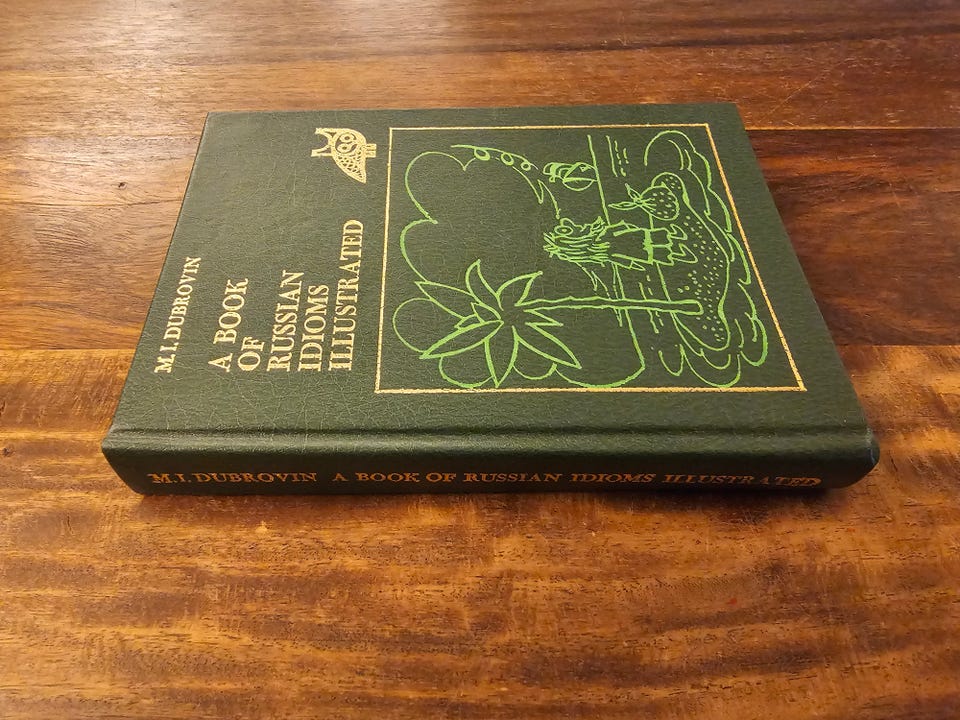 M.I.DUBROVIN
A BOOK
OF
RUSSIAN
IDIOMS
ILLUSTRATED
M.I.DUBROVIN A BOOK OF RUSSIAN IDIOMS ILLUSTRATED